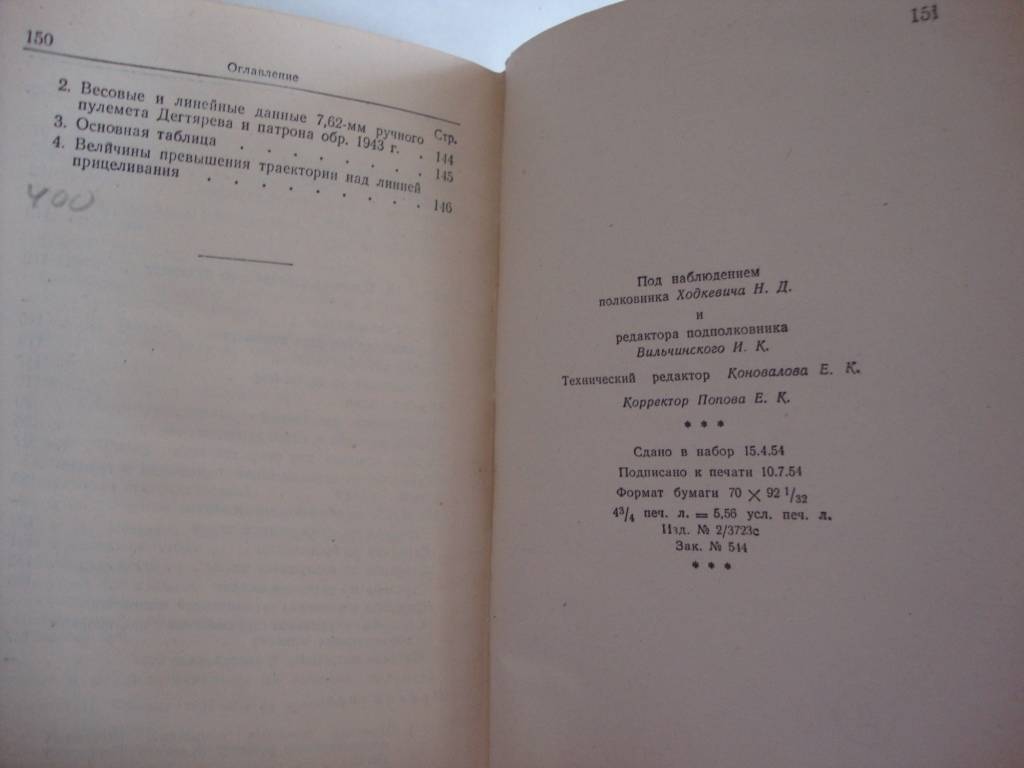 150
Оглавление
Стр.
2. Весовые и линейные данные 7,62-мм ручного
пулемета Дегтярева и патрона обр. 1943 г. . 144
3. Основная таблица . . . . . . . . 145
4. Величины превышения траектории над линией
прицеливания . . . . . . . . . 146
400
151
Под наблюдением
полковника Ходкевича Н. Д.
и
редактора подполковника
Вильчинского И. К.
Технический редактор Коновалова Е. К.
Корректор Попова Е. К.
* * *
Сдано в набор 15.4.54
Подписано к печати 10.7.54
Формат бумаги 70 × 92 1/32
4 3/4 печ. л. = 5,56 усл. печ. л.
Изд. № 2/3723с
Зак. № 514
* * *